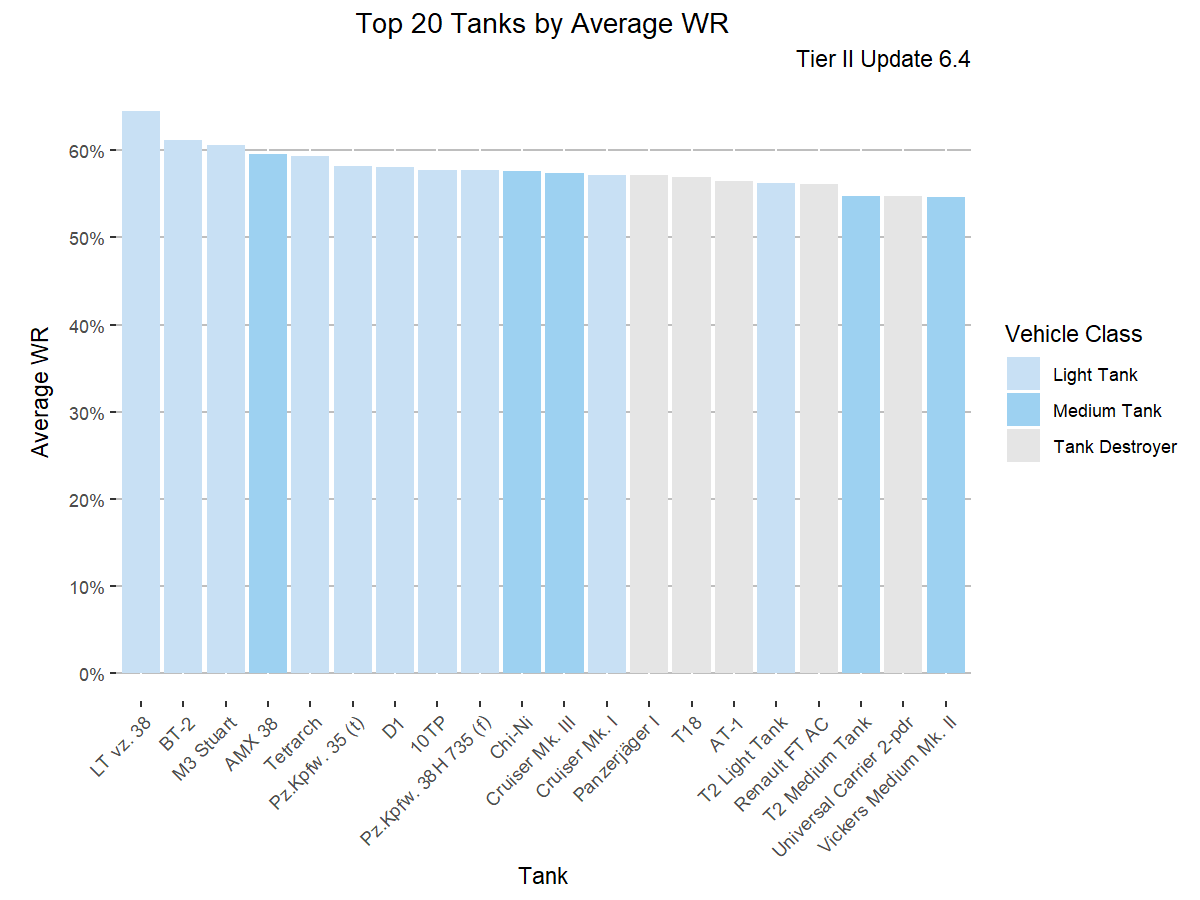 Top 20 Tanks by Average WR
Tier II Update 6.4
Average WR
60%
50%
40%
30%
20%
10%
0%
LT vz. 38
BT-2
M3 Stuart
AMX 38
Tetrarch
Pz.Kpfw. 35 (t)
D1
10TP
Pz.Kpfw. 38H 735 (f)
Chi-Ni
Cruiser Mk. III
Cruiser Mk. I
Panzerjäger I
T18
AT-1
T2 Light Tank
Renault FT AC
T2 Medium Tank
Universal Carrier 2-pdr
Vickers Medium Mk. II
Tank
Vehicle Class
Light Tank
Medium Tank
Tank Destroyer